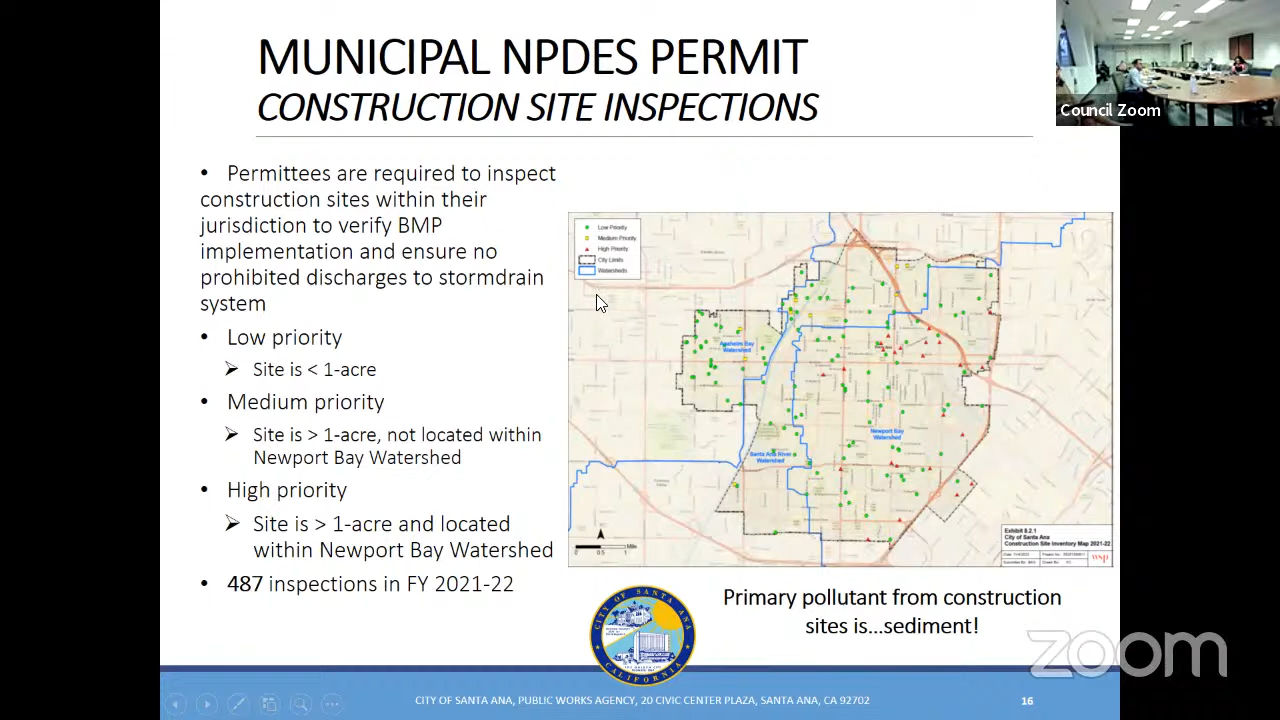 MUNICIPAL NPDES PERMIT
CONSTRUCTION SITE INSPECTIONS
Council Zoom
• Permittees are required to inspect
construction sites within their
jurisdiction to verify BMP
implementation and ensure no
prohibited discharges to stormdrain
system
• Low priority
➢ Site is < 1-acre
• Medium priority
➢ Site is > 1-acre, not located within
Newport Bay Watershed
• High priority
➢ Site is > 1-acre and located
within Newport Bay Watershed
• 487 inspections in FY 2021-22
Low Priority
Medium Priority
High Priority
City Limits
Watersheds
Anaheim Bay
Watershed
Newport Bay
Watershed
Santa Ana River
Watershed
0 0.5 1
Exhibit 8.2.1
City of Santa Ana
Construction Site Inventory Map 2021-22
wsp
Primary pollutant from construction
sites is...sediment!
CITY OF SANTA ANA
CALIFORNIA
zoom
CITY OF SANTA ANA, PUBLIC WORKS AGENCY, 20 CIVIC CENTER PLAZA, SANTA ANA, CA 92702
16